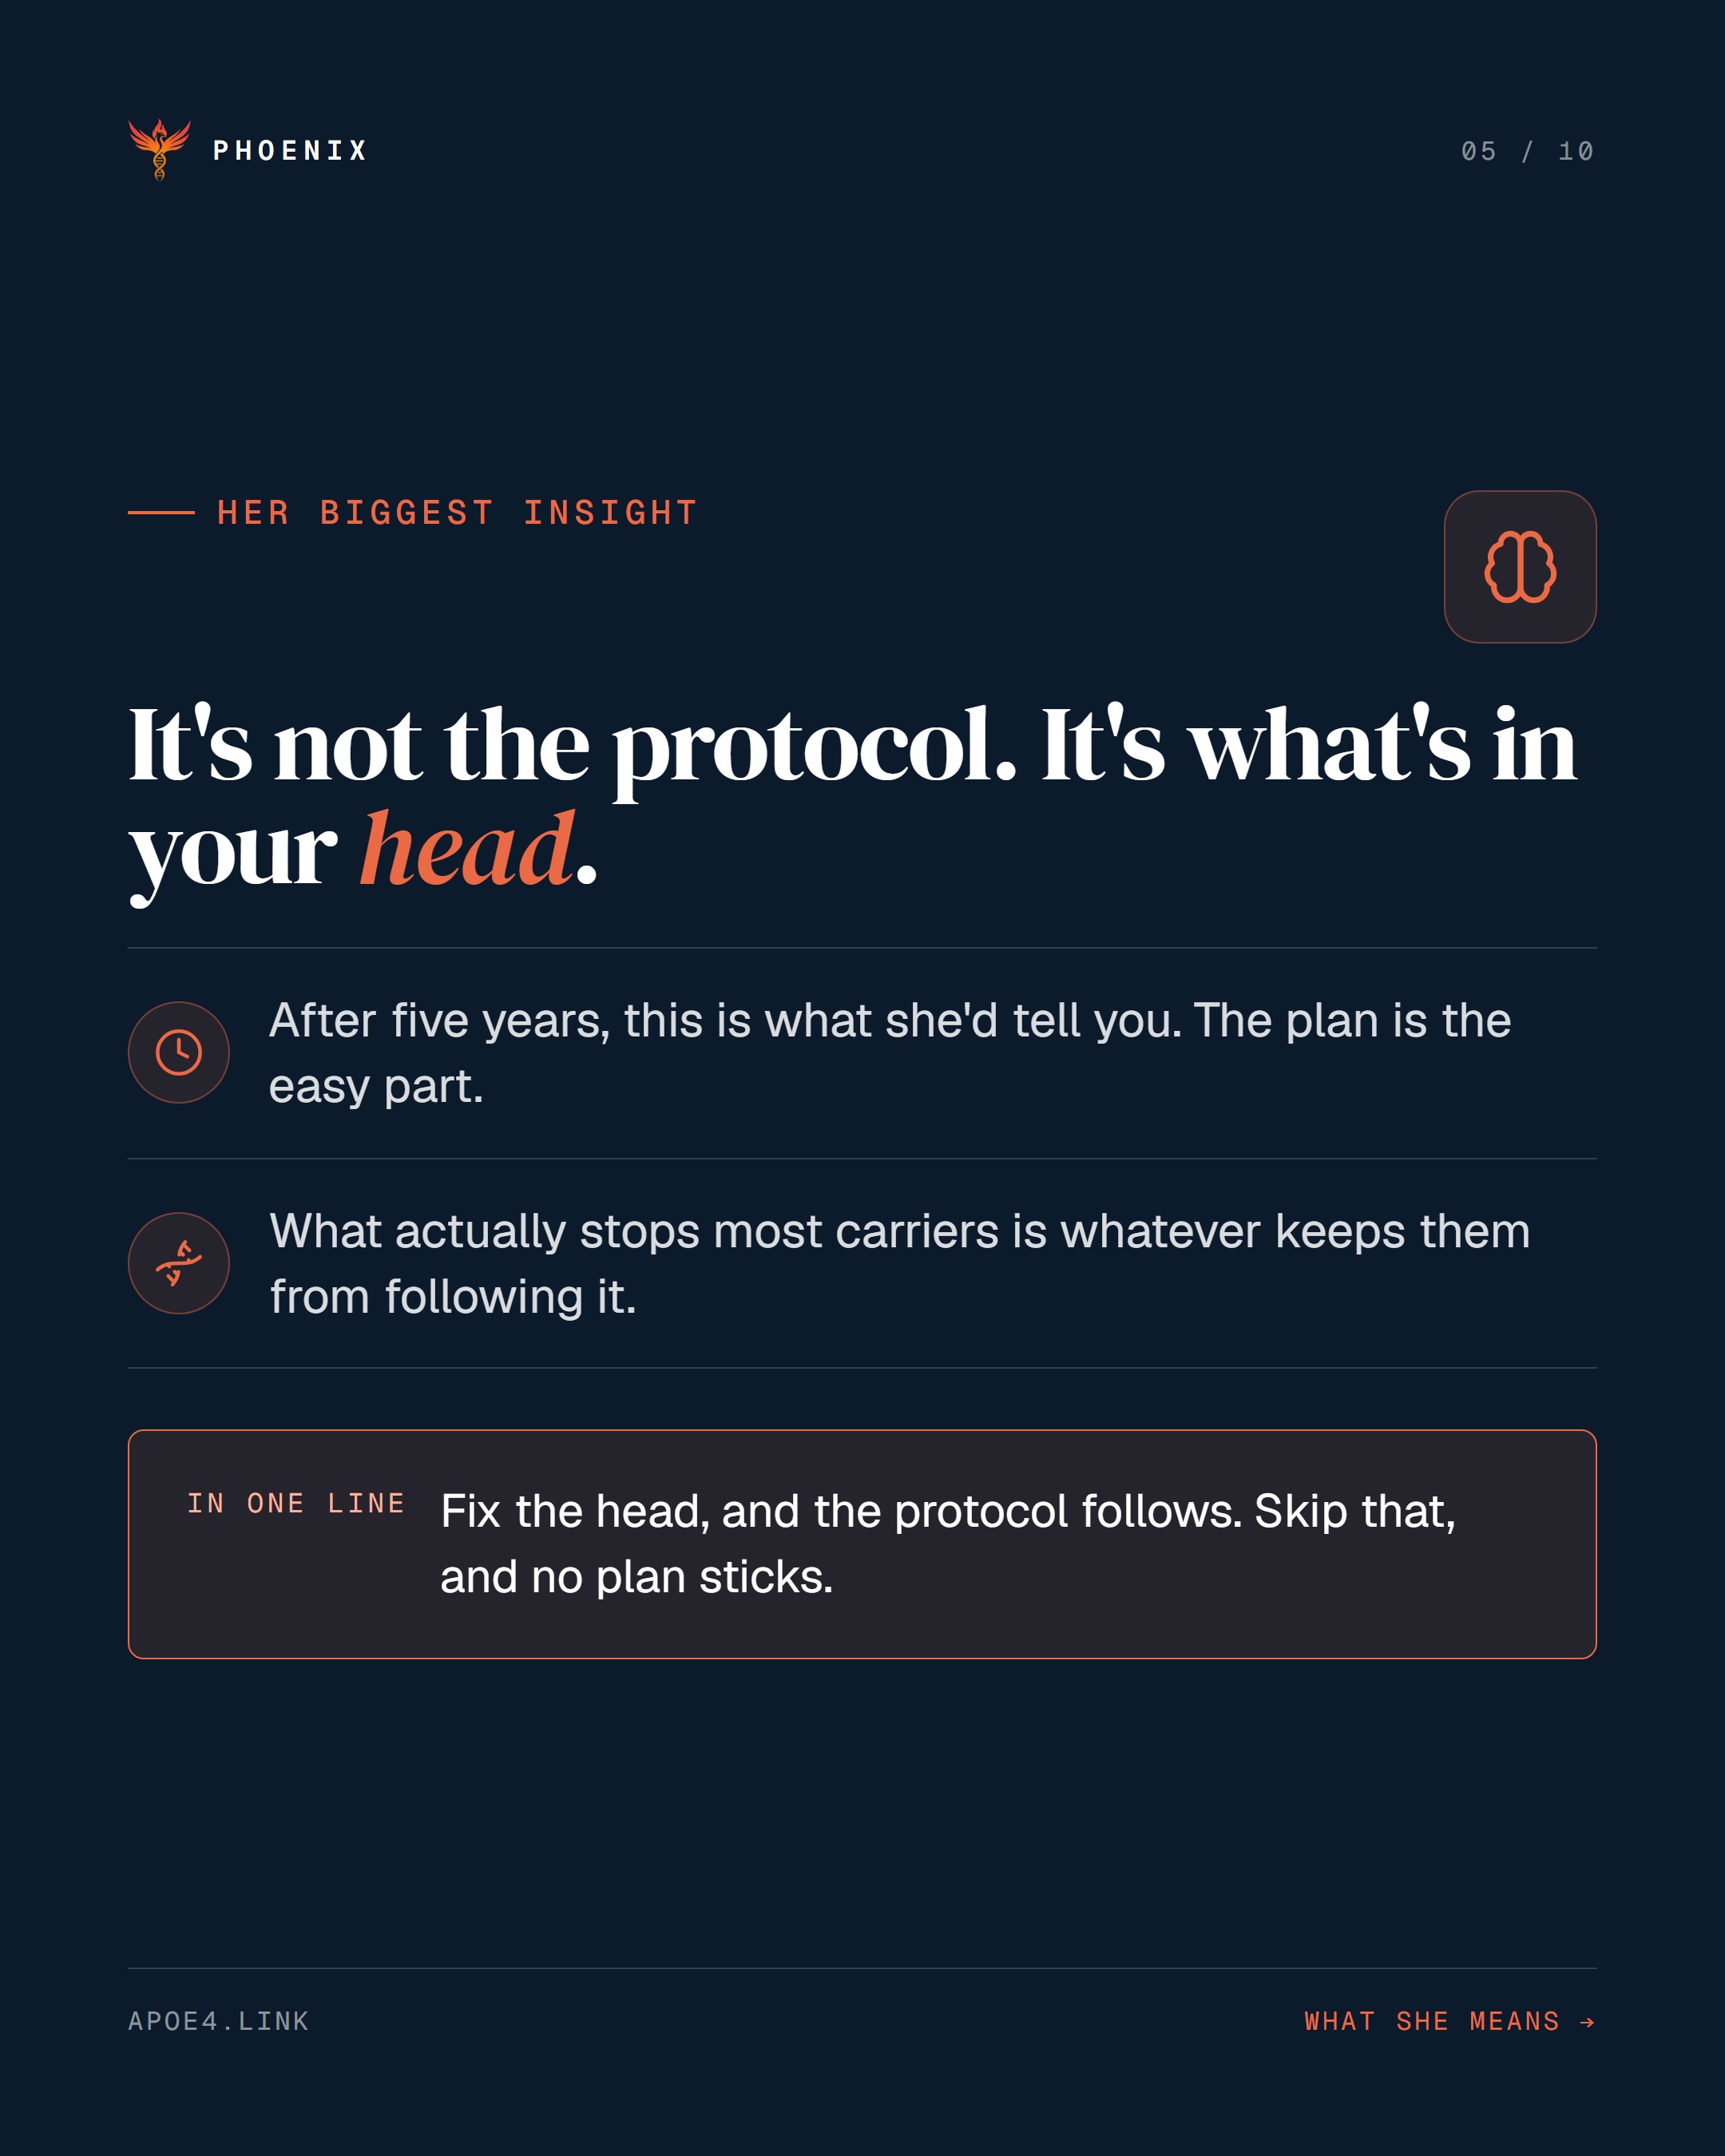 PHOENIX
05 / 10
HER BIGGEST INSIGHT
It's not the protocol. It's what's in
your head.
After five years, this is what she'd tell you. The plan is the
easy part.
What actually stops most carriers is whatever keeps them
from following it.
IN ONE LINE
Fix the head, and the protocol follows. Skip that,
and no plan sticks.
APOE4.LINK
WHAT SHE MEANS →